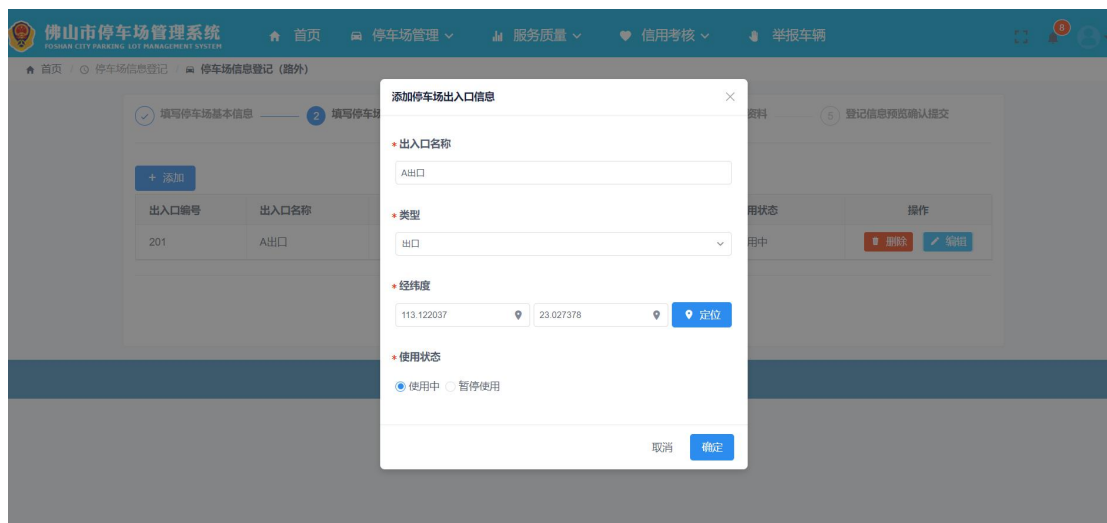 佛山市停车场管理系统
FOSHAN CITY PARKING LOT MANAGEMENT SYSTEM
首页 停车场管理 服务质量 信用考核 举报车辆 8
首页 / 停车场信息登记 / 停车场信息登记（路外）
添加停车场出入口信息
填写停车场基本信息 2 填写停车场 资料 5 登记信息预览确认提交
* 出入口名称
A出口
+ 添加
出入口编号 出入口名称 用状态 操作
* 类型
出口
201 A出口 用中 删除 编辑
* 经纬度
113.122037 23.027378 定位
* 使用状态
使用中 暂停使用
取消 确定